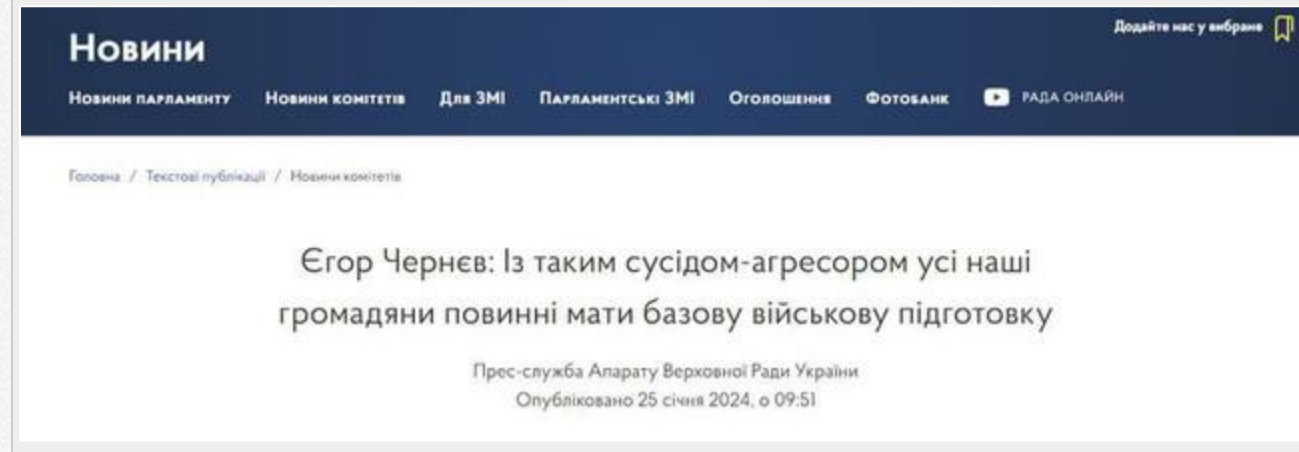 Додайте нас у вибране
Новини
Новини парламенту Новини комітетів Для ЗМІ Парламентські ЗМІ Оголошення Фотобанк РАДА ОНЛАЙН
Головна / Текстові публікації / Новини комітетів
Єгор Чернєв: Із таким сусідом-агресором усі наші
громадяни повинні мати базову військову підготовку
Прес-служба Апарату Верховної Ради України
Опубліковано 25 січня 2024, о 09:51